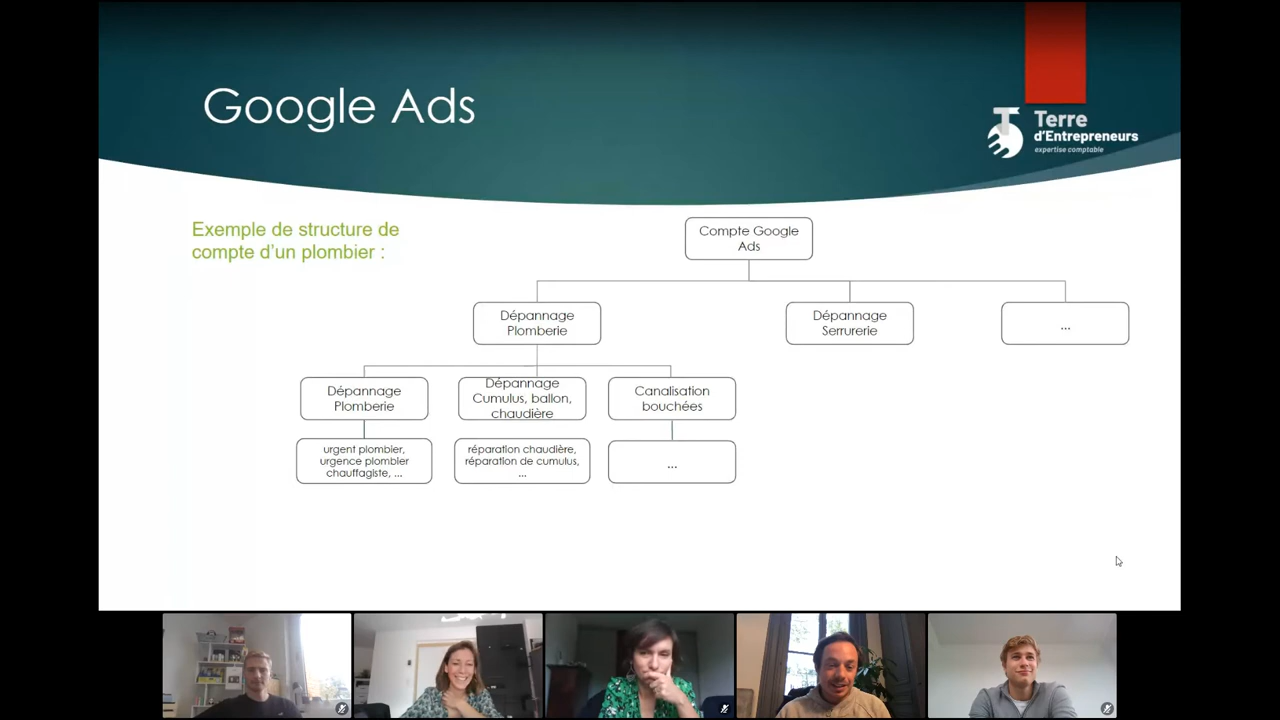 Google Ads
Terre
d'Entrepreneurs
expertise comptable
Exemple de structure de
compte d'un plombier :
Compte Google
Ads
Dépannage
Plomberie
Dépannage
Serrurerie
...
Dépannage
Plomberie
Dépannage
Cumulus, ballon,
chaudière
Canalisation
bouchées
urgent plombier,
urgence plombier
chauffagiste, ...
réparation chaudière,
réparation de cumulus,
...
...